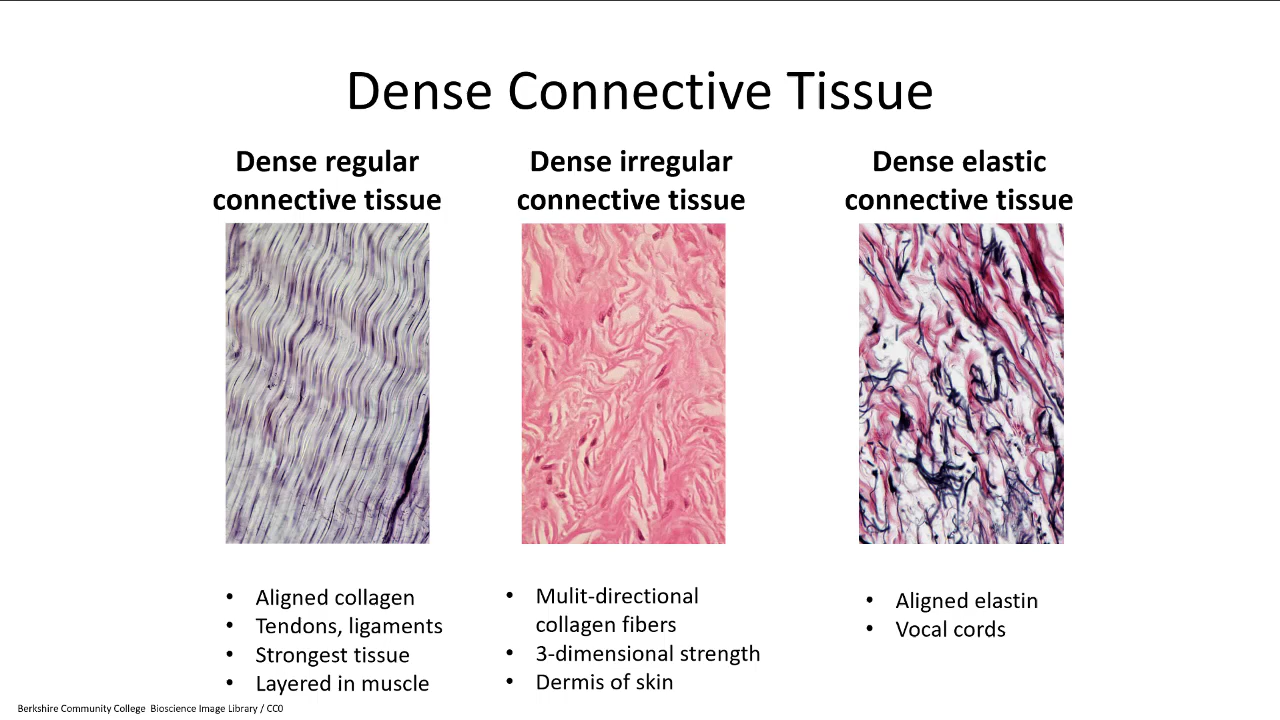 Dense Connective Tissue
Dense regular
connective tissue
Dense irregular
connective tissue
Dense elastic
connective tissue
• Aligned collagen
• Tendons, ligaments
• Strongest tissue
• Layered in muscle
• Mulit-directional
collagen fibers
• 3-dimensional strength
• Dermis of skin
• Aligned elastin
• Vocal cords
Berkshire Community College Bioscience Image Library / CC0